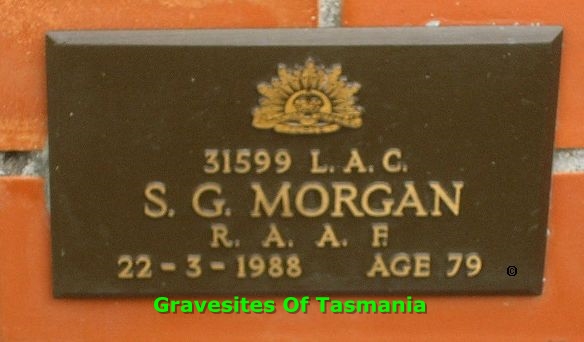 31599 L. A. C.
S. G. MORGAN
R. A. A. F.
22-3-1988 AGE 79
©
Gravesites Of Tasmania